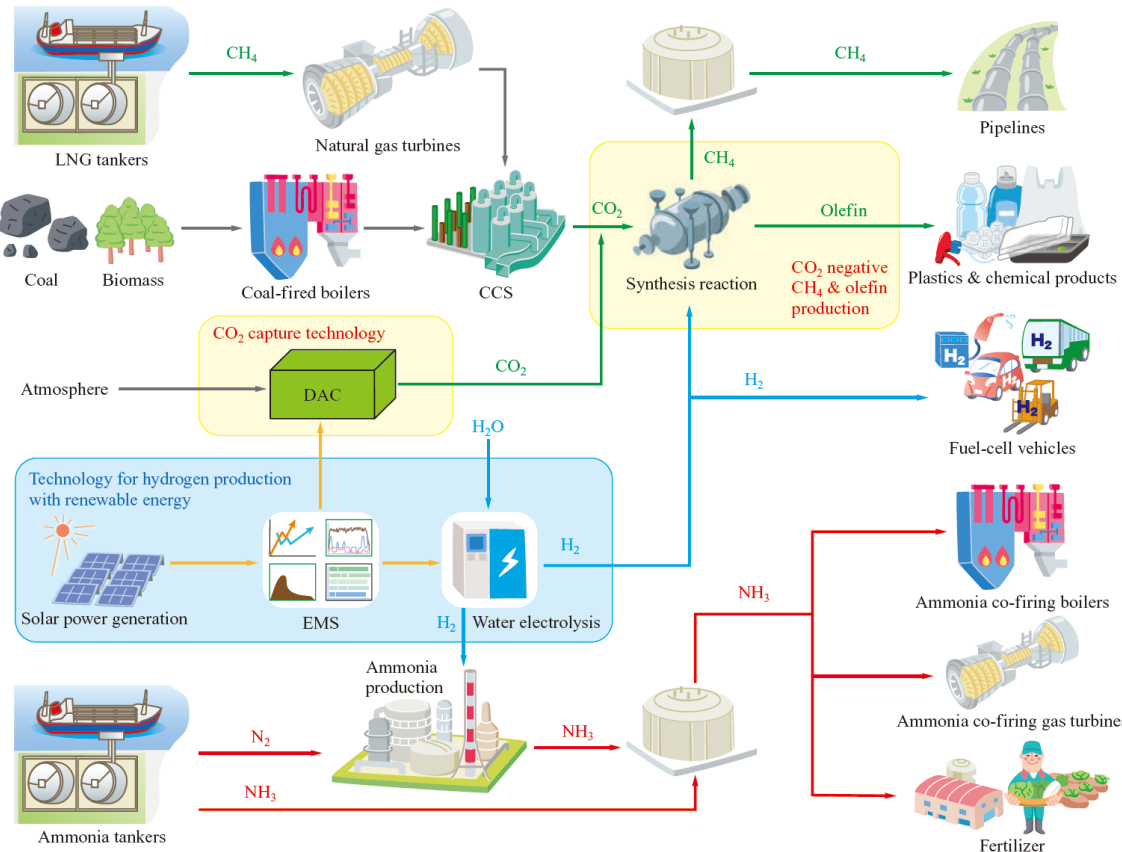 CH₄
CH₄
Natural gas turbines
Pipelines
LNG tankers
CH₄
CO₂
Olefin
Coal
Biomass
Coal-fired boilers
CCS
Synthesis reaction
CO₂ negative
CH₄ & olefin
production
Plastics & chemical products
CO₂ capture technology
Atmosphere
DAC
CO₂
H₂
H₂
H₂
H₂
Fuel-cell vehicles
H₂O
Technology for hydrogen production
with renewable energy
H₂
Solar power generation
EMS
H₂
Water electrolysis
NH₃
Ammonia co-firing boilers
Ammonia
production
N₂
NH₃
Ammonia co-firing gas turbines
NH₃
Ammonia tankers
Fertilizer